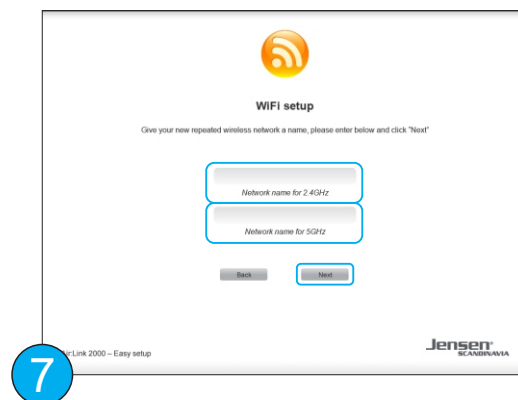 WiFi setup
Give your new repeated wireless network a name, please enter below and click "Next"
Network name for 2.4GHz
Network name for 5GHz
Back
Next
Link 2000 – Easy setup
Jensen
SCANDINAVIA
7